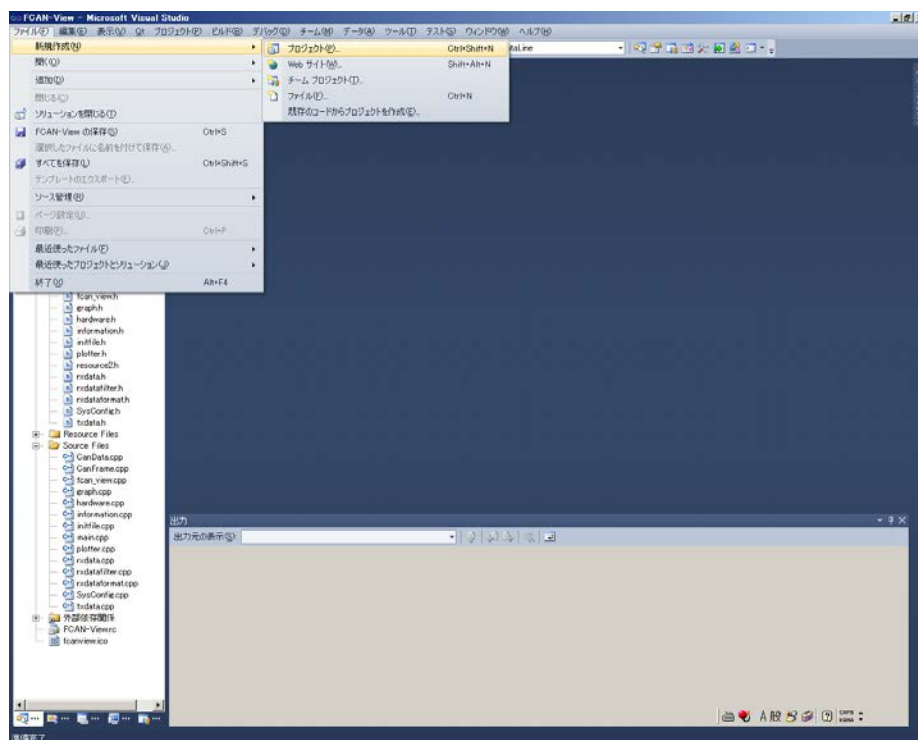 FCAN-View - Microsoft Visual Studio
ファイル(F) 編集(E) 表示(V) Qt プロジェクト(P) ビルド(B) デバッグ(D) チーム(M) データ(A) ツール(T) テスト(S) ウィンドウ(W) ヘルプ(H)
新規作成(N)
開く(O)
追加(D)
閉じる(C)
ソリューションを閉じる(T)
FCAN-View の保存(S) Ctrl+S
選択したファイルに名前を付けて保存(A)...
すべてを保存(L) Ctrl+Shift+S
テンプレートのエクスポート(E)...
ソース管理(R)
ページ設定(U)...
印刷(P)... Ctrl+P
最近使ったファイル(F)
最近使ったプロジェクトとソリューション(J)
終了(X) Alt+F4
プロジェクト(P)... Ctrl+Shift+N
Web サイト(W)... Shift+Alt+N
チーム プロジェクト(T)...
ファイル(F)... Ctrl+N
既存のコードからプロジェクトを作成(E)...
taLine
fcan_view.h
graph.h
hardware.h
information.h
initfile.h
plotter.h
resource2.h
rxdata.h
rxdatafilter.h
rxdataformat.h
SysConfig.h
txdata.h
Resource Files
Source Files
CanData.cpp
CanFrame.cpp
fcan_view.cpp
graph.cpp
hardware.cpp
information.cpp
initfile.cpp
main.cpp
plotter.cpp
rxdata.cpp
rxdatafilter.cpp
rxdataformat.cpp
SysConfig.cpp
txdata.cpp
外部依存関係
FCAN-View.rc
fcanview.ico
出力
出力元の表示(S):
A 般
CAPS
KANA
準備完了